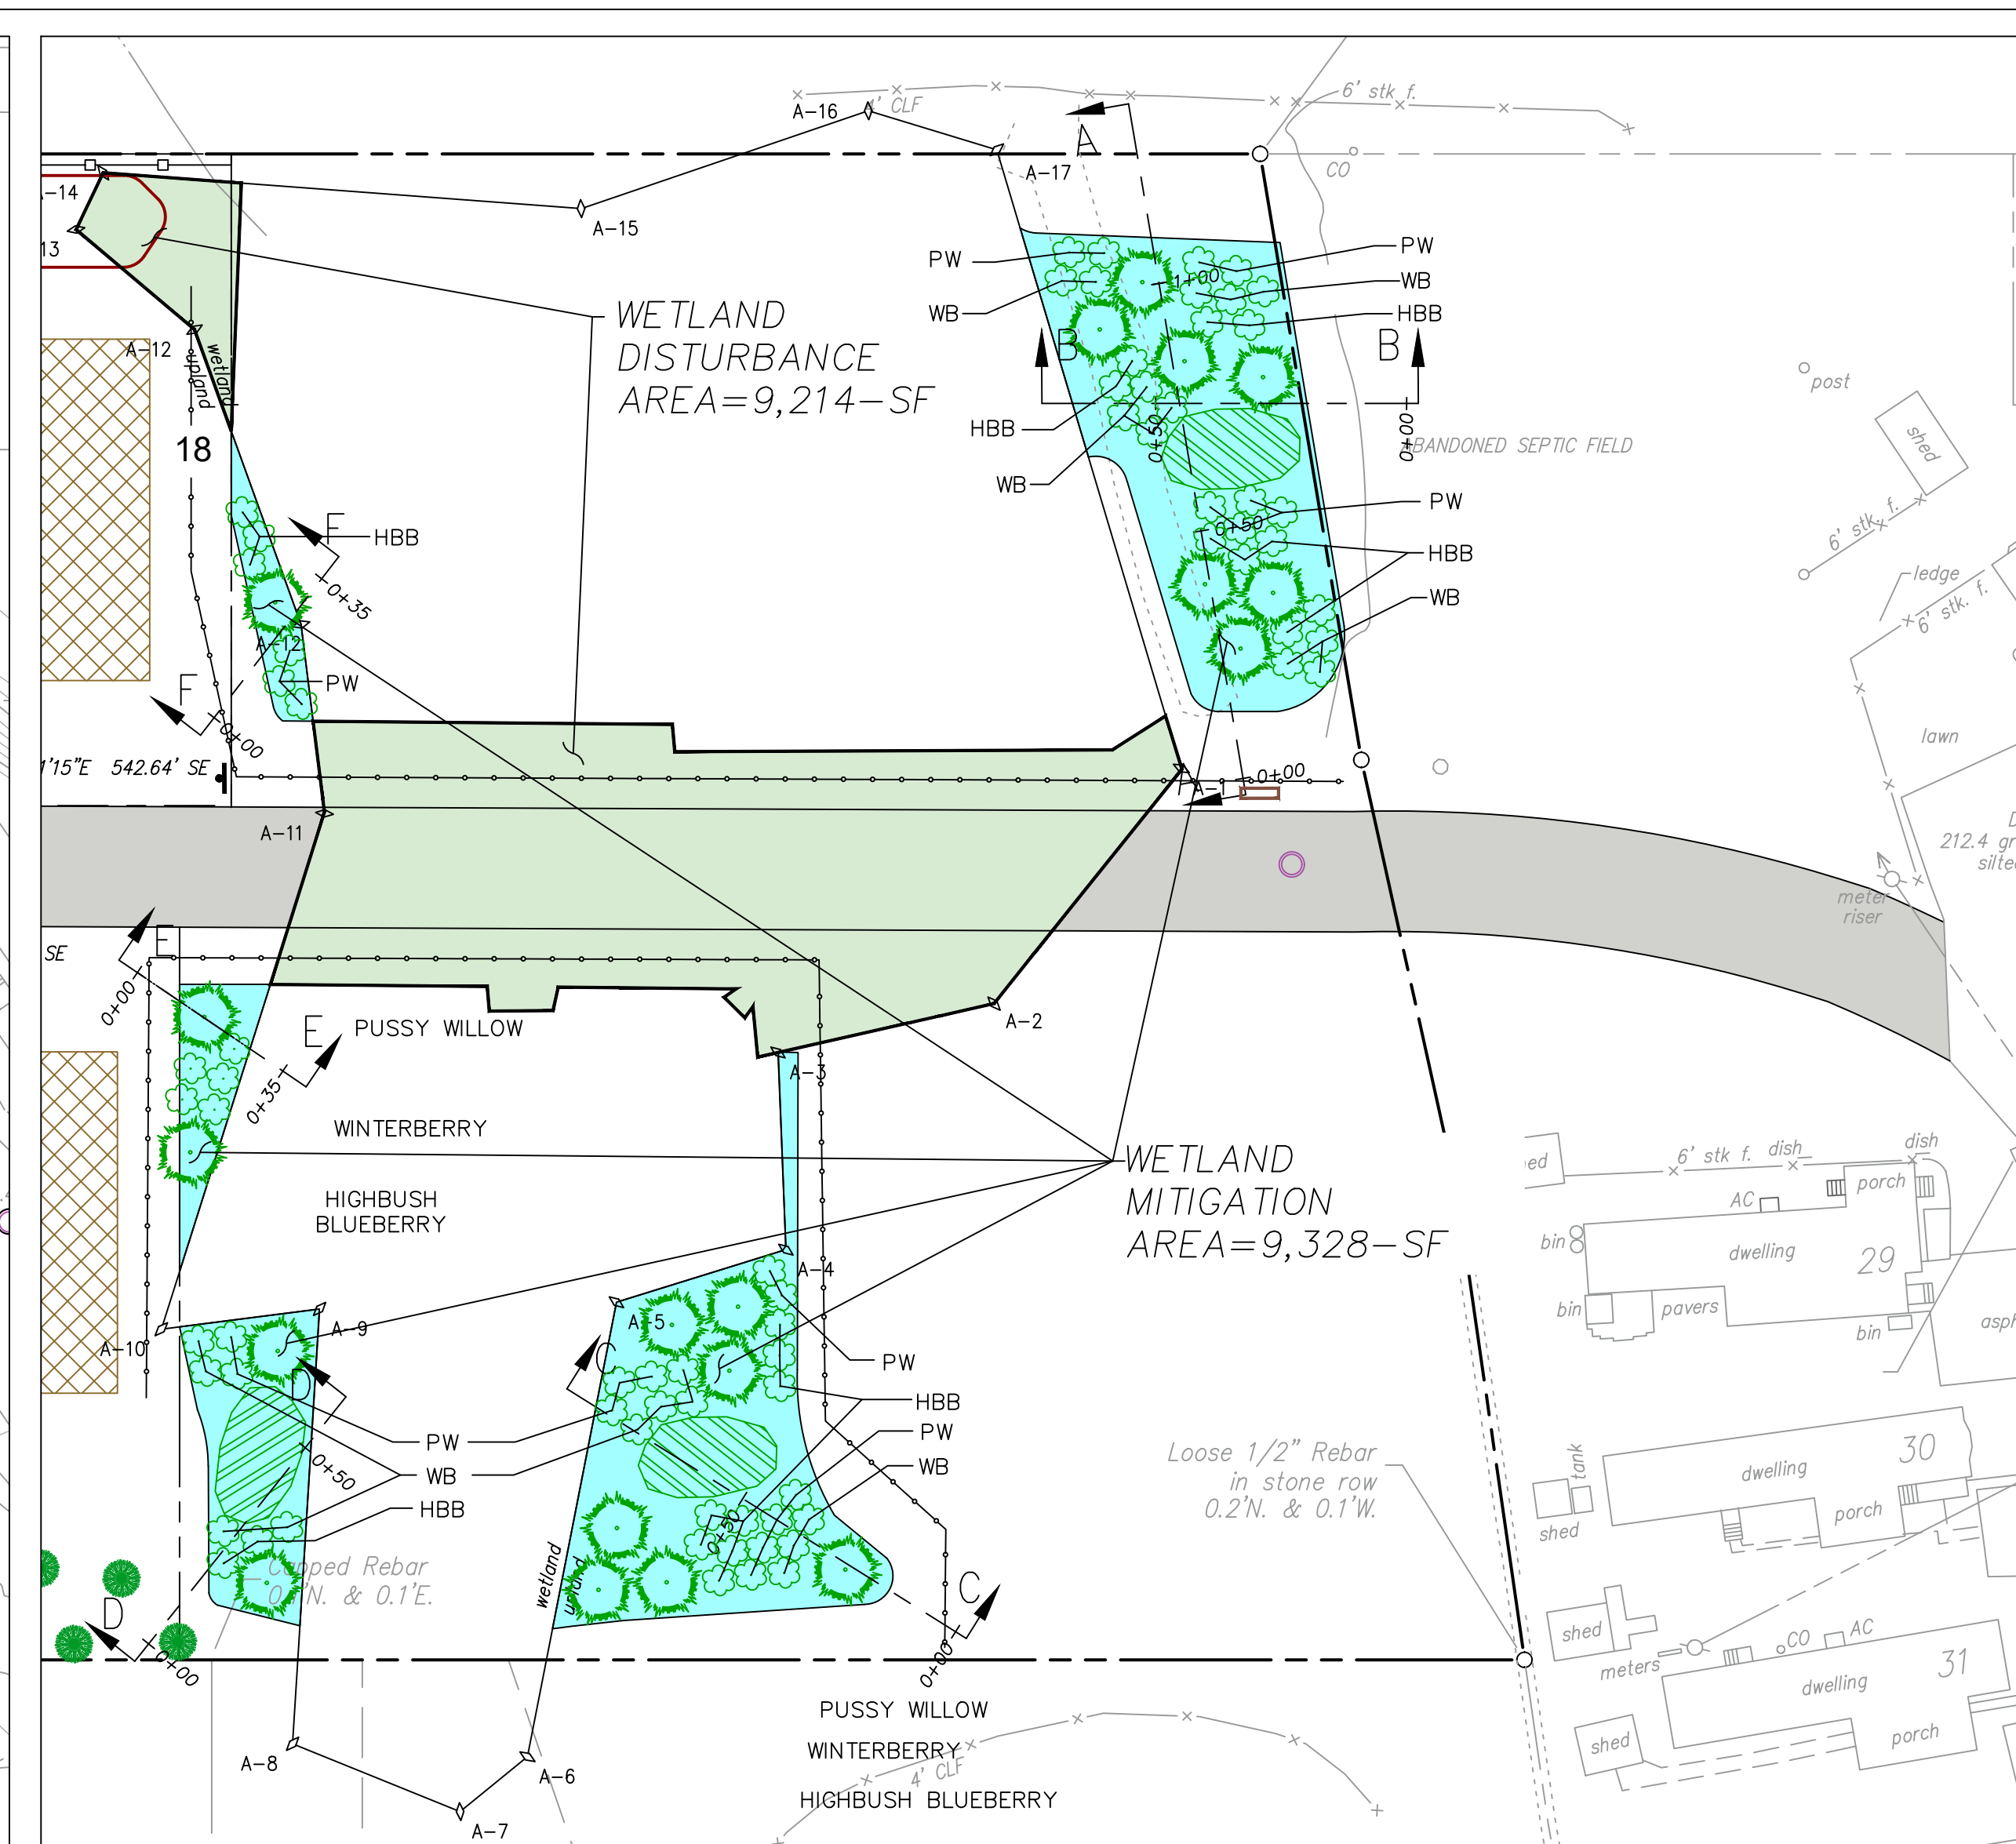 6' stk f.
A-16
4' CLF
A
A-17
CO
A-14
A-15
13
PW
PW
WB
WB
1+00
HBB
WETLAND
DISTURBANCE
AREA=9,214-SF
A-12
upland
wetland
B
B
post
shed
HBB
0+50
0+00
ABANDONED SEPTIC FIELD
18
WB
PW
6' stk. f.
F
HBB
0+50
HBB
ledge
0+35
WB
6' stk. f.
A-12
PW
F
0+00
lawn
1'15"E 542.64' SE
A-1
0+00
A-11
212.4
meter
riser
SE
E
0+00
E
PUSSY WILLOW
A-2
A-3
0+35
WINTERBERRY
HIGHBUSH
BLUEBERRY
WETLAND
MITIGATION
AREA=9,328-SF
6' stk f.
dish
dish
AC
porch
bin
dwelling
29
bin
pavers
bin
A-4
A-5
A-9
A-10
D
C
PW
HBB
PW
WB
PW
WB
HBB
0+50
0+50
Loose 1/2" Rebar
in stone row
0.2'N. & 0.1'W.
tank
shed
dwelling
30
porch
wetland
upland
Capped Rebar
N. & 0.1'E.
D
0+00
C
0+00
shed
CO
AC
meters
dwelling
31
porch
shed
PUSSY WILLOW
WINTERBERRY
4' CLF
HIGHBUSH BLUEBERRY
A-8
A-6
A-7